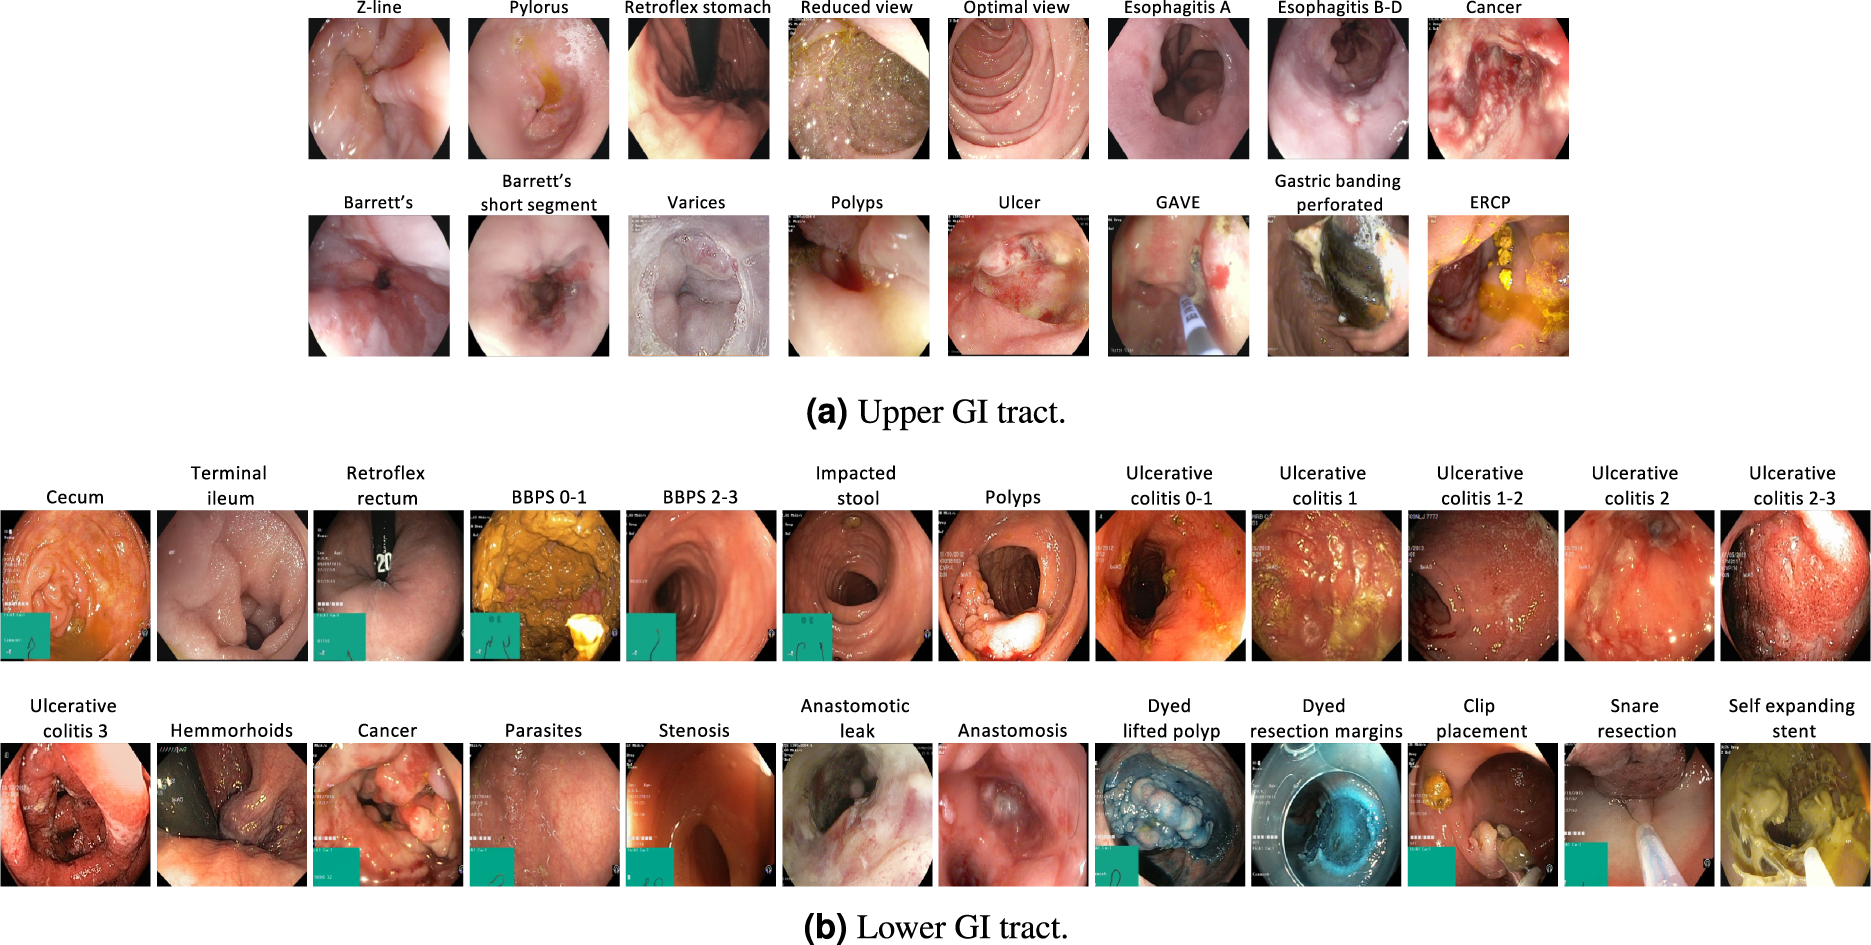 Z-line
Pylorus
Retroflex stomach
Reduced view
Optimal view
Esophagitis A
Esophagitis B-D
Cancer
Barrett’s
Barrett’s
short segment
Varices
Polyps
Ulcer
GAVE
Gastric banding
perforated
ERCP
(a) Upper GI tract.
Cecum
Terminal
ileum
Retroflex
rectum
BBPS 0-1
BBPS 2-3
Impacted
stool
Polyps
Ulcerative
colitis 0-1
Ulcerative
colitis 1
Ulcerative
colitis 1-2
Ulcerative
colitis 2
Ulcerative
colitis 2-3
20
Ulcerative
colitis 3
Hemmorhoids
Cancer
Parasites
Stenosis
Anastomotic
leak
Anastomosis
Dyed
lifted polyp
Dyed
resection margins
Clip
placement
Snare
resection
Self expanding
stent
(b) Lower GI tract.